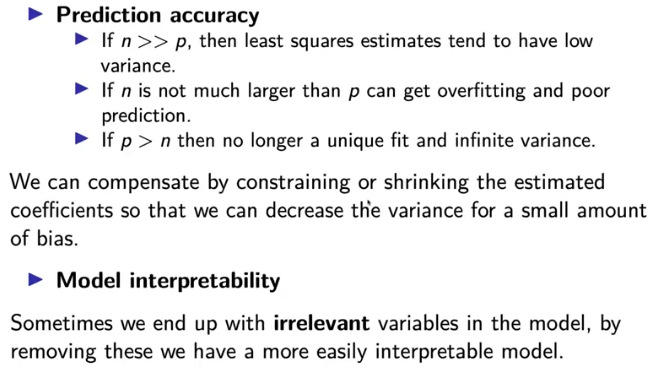 Prediction accuracy
If n >> p, then least squares estimates tend to have low
variance.
If n is not much larger than p can get overfitting and poor
prediction.
If p > n then no longer a unique fit and infinite variance.
We can compensate by constraining or shrinking the estimated
coefficients so that we can decrease the variance for a small amount
of bias.
Model interpretability
Sometimes we end up with irrelevant variables in the model, by
removing these we have a more easily interpretable model.